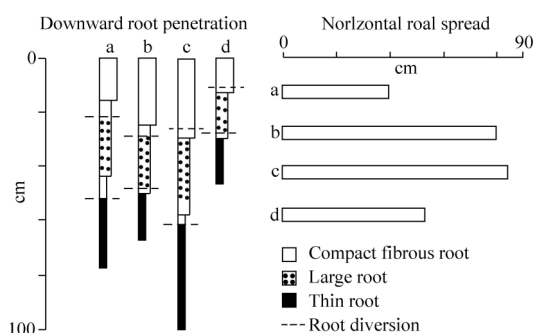 Downward root penetration
Norlzontal roal spread
a b c d
0
0 90
cm
cm
a
b
c
d
Compact fibrous root
Large root
Thin root
Root diversion
100